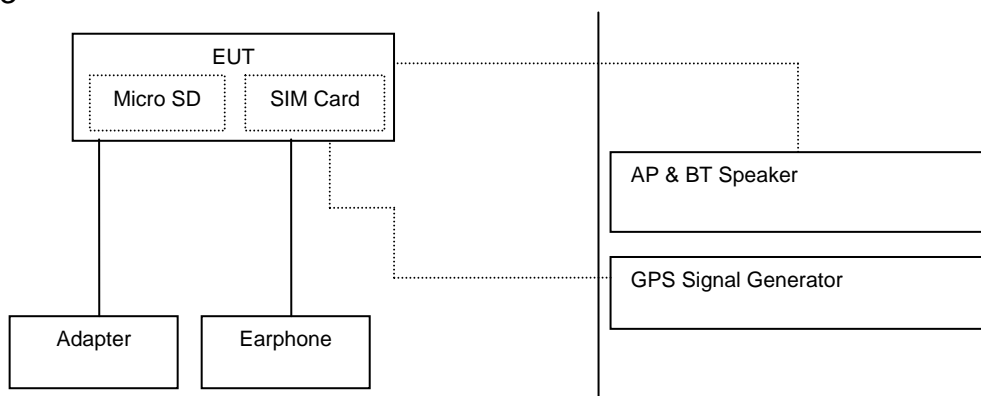 EUT
Micro SD
SIM Card
AP & BT Speaker
GPS Signal Generator
Adapter
Earphone